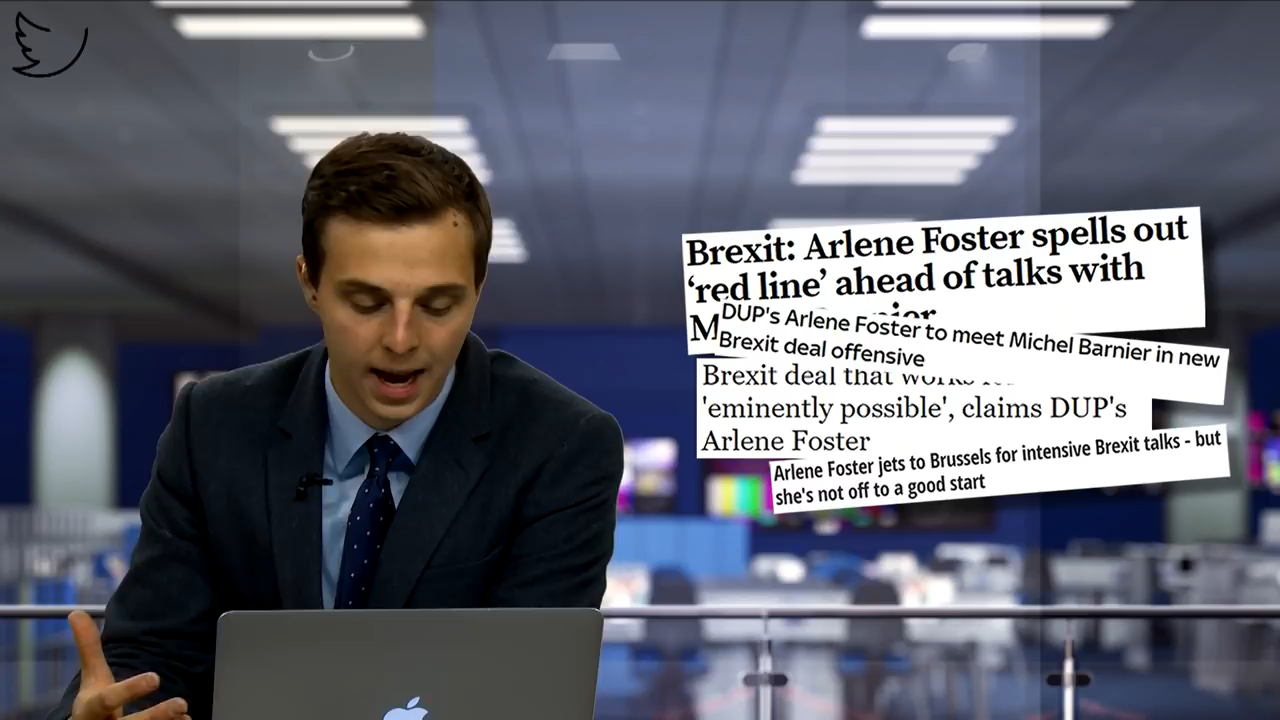 Brexit: Arlene Foster spells out
‘red line’ ahead of talks with
DUP's Arlene Foster to meet Michel Barnier in new
Brexit deal offensive
Brexit deal that
'eminently possible', claims DUP's
Arlene Foster
Arlene Foster jets to Brussels for intensive Brexit talks - but
she's not off to a good start